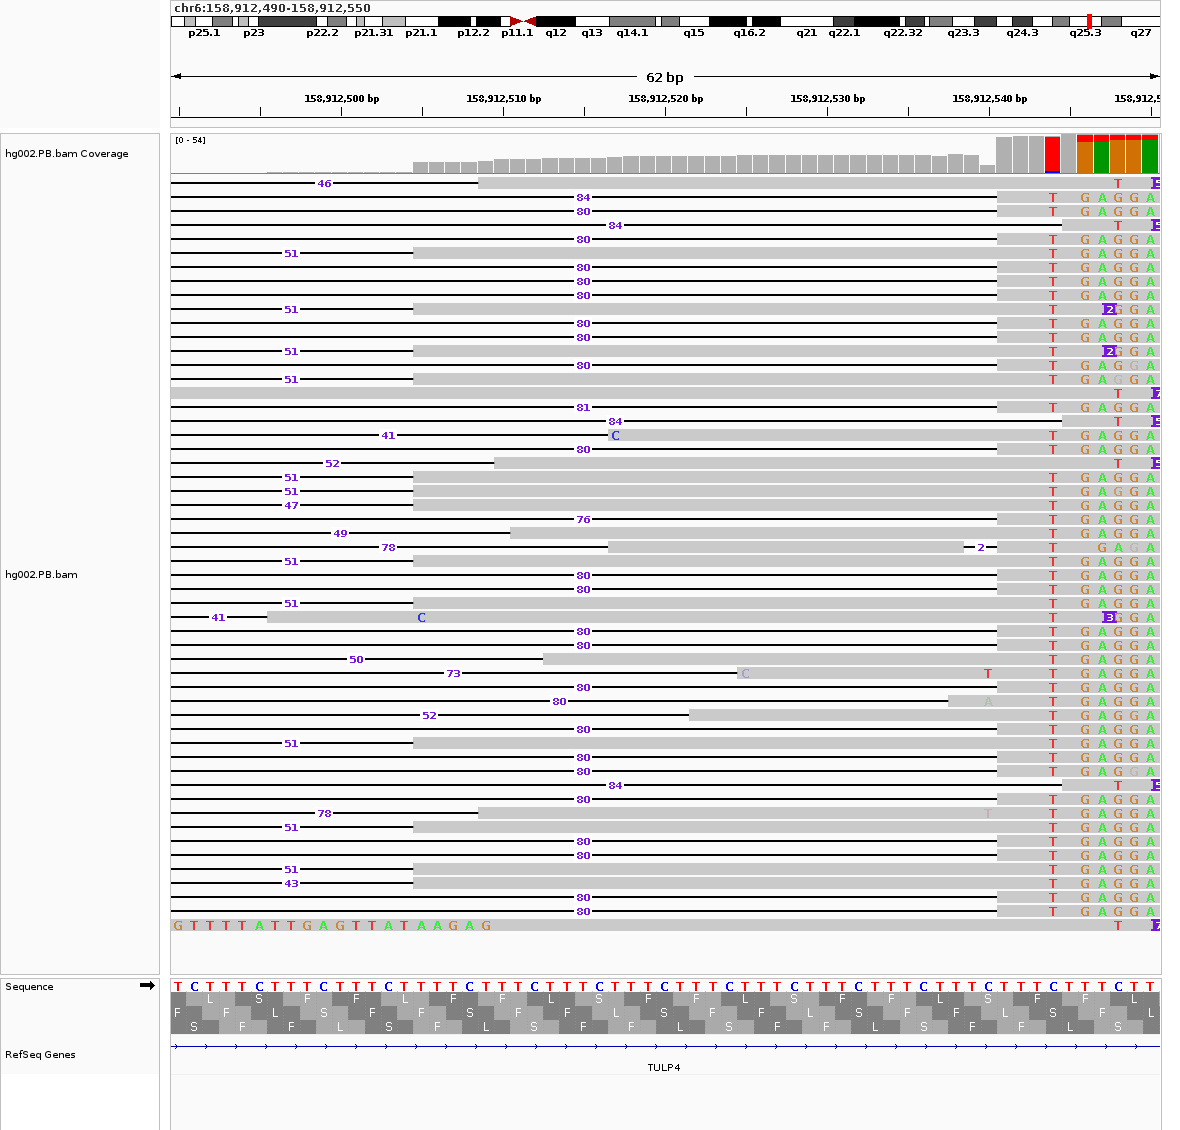 chr6:158,912,490-158,912,550
p25.1 p23 p22.2 p21.31 p21.1 p12.2 p11.1 q12 q13 q14.1 q15 q16.2 q21 q22.1 q22.32 q23.3 q24.3 q25.3 q27
62 bp
158,912,500 bp 158,912,510 bp 158,912,520 bp 158,912,530 bp 158,912,540 bp 158,912,5
[0 - 54]
hg002.PB.bam Coverage
46 T
84 T G A G G A
80 T G A G G A
84 T
80 T G A G G A
51 T G A G G A
80 T G A G G A
80 T G A G G A
80 T G A G G A
51 T 2 G G A
80 T G A G G A
80 T G A G G A
51 T 2 G G A
80 T G A G G A
51 T G A G G A
T
81 T G A G G A
84 T
41 C T G A G G A
80 T G A G G A
52 T
51 T G A G G A
51 T G A G G A
47 T G A G G A
76 T G A G G A
49 T G A G G A
78 2 T G A G A
51 T G A G G A
hg002.PB.bam
80 T G A G G A
80 T G A G G A
51 T G A G G A
41 C T 3 G G A
80 T G A G G A
80 T G A G G A
50 T G A G G A
73 C T T G A G G A
80 T G A G G A
80 A T G A G G A
52 T G A G G A
80 T G A G G A
51 T G A G G A
80 T G A G G A
80 T G A G G A
84 T
80 T G A G G A
78 T T G A G G A
51 T G A G G A
80 T G A G G A
80 T G A G G A
51 T G A G G A
43 T G A G G A
80 T G A G G A
80 T G A G G A
G T T T T A T T G A G T T A T A A G A G T
Sequence
T C T T T C T T T C T T T C T T T T C T T T C T T T C T T T C T T T C T T T C T T T C T T T C T T T C T T T C T T T C T T
L S F F L F F L S F F L S F F L S F F L
F F L S F F S F F L S F F L S F F L S F L
S F F L S F L S F F L S F F L S F F L S
RefSeq Genes
TULP4